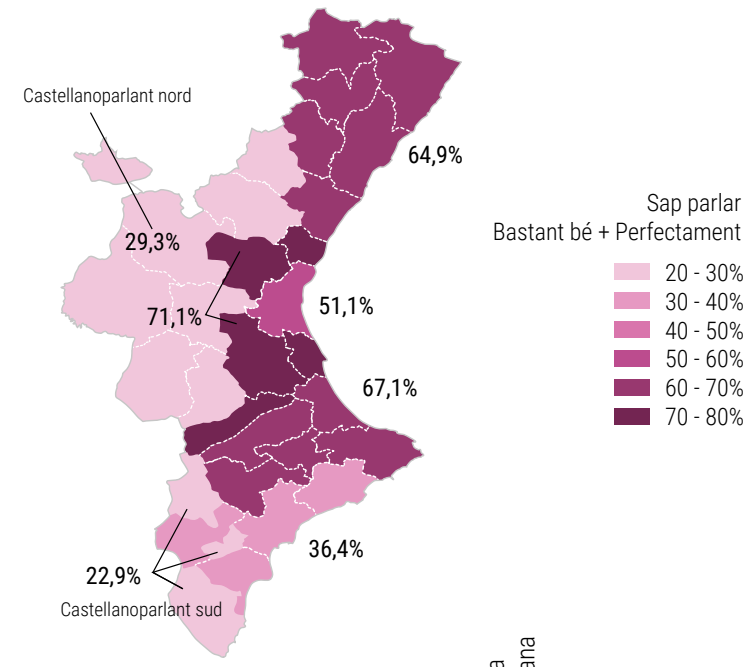 Castellanoparlant nord
64,9%
Sap parlar
Bastant bé + Perfectament
29,3%
20 - 30%
30 - 40%
40 - 50%
50 - 60%
60 - 70%
70 - 80%
71,1%
51,1%
67,1%
36,4%
22,9%
Castellanoparlant sud